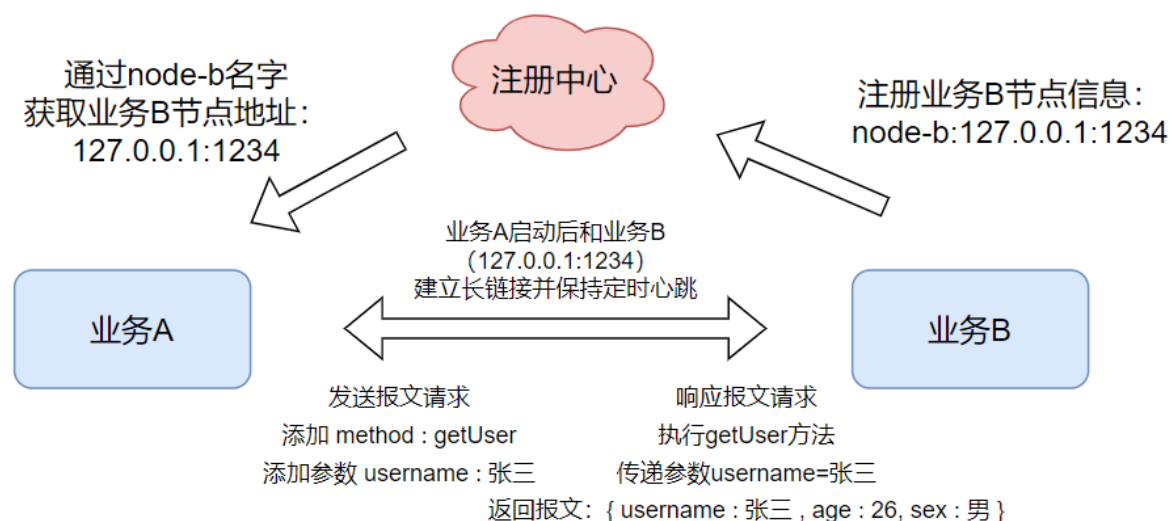 注册中心
通过node-b名字
获取业务B节点地址：
127.0.0.1:1234
注册业务B节点信息：
node-b:127.0.0.1:1234
业务A启动后和业务B
（127.0.0.1:1234）
建立长链接并保持定时心跳
业务A
业务B
发送报文请求
添加 method : getUser
添加参数 username : 张三
响应报文请求
执行getUser方法
传递参数username=张三
返回报文：{ username : 张三 , age : 26, sex : 男 }